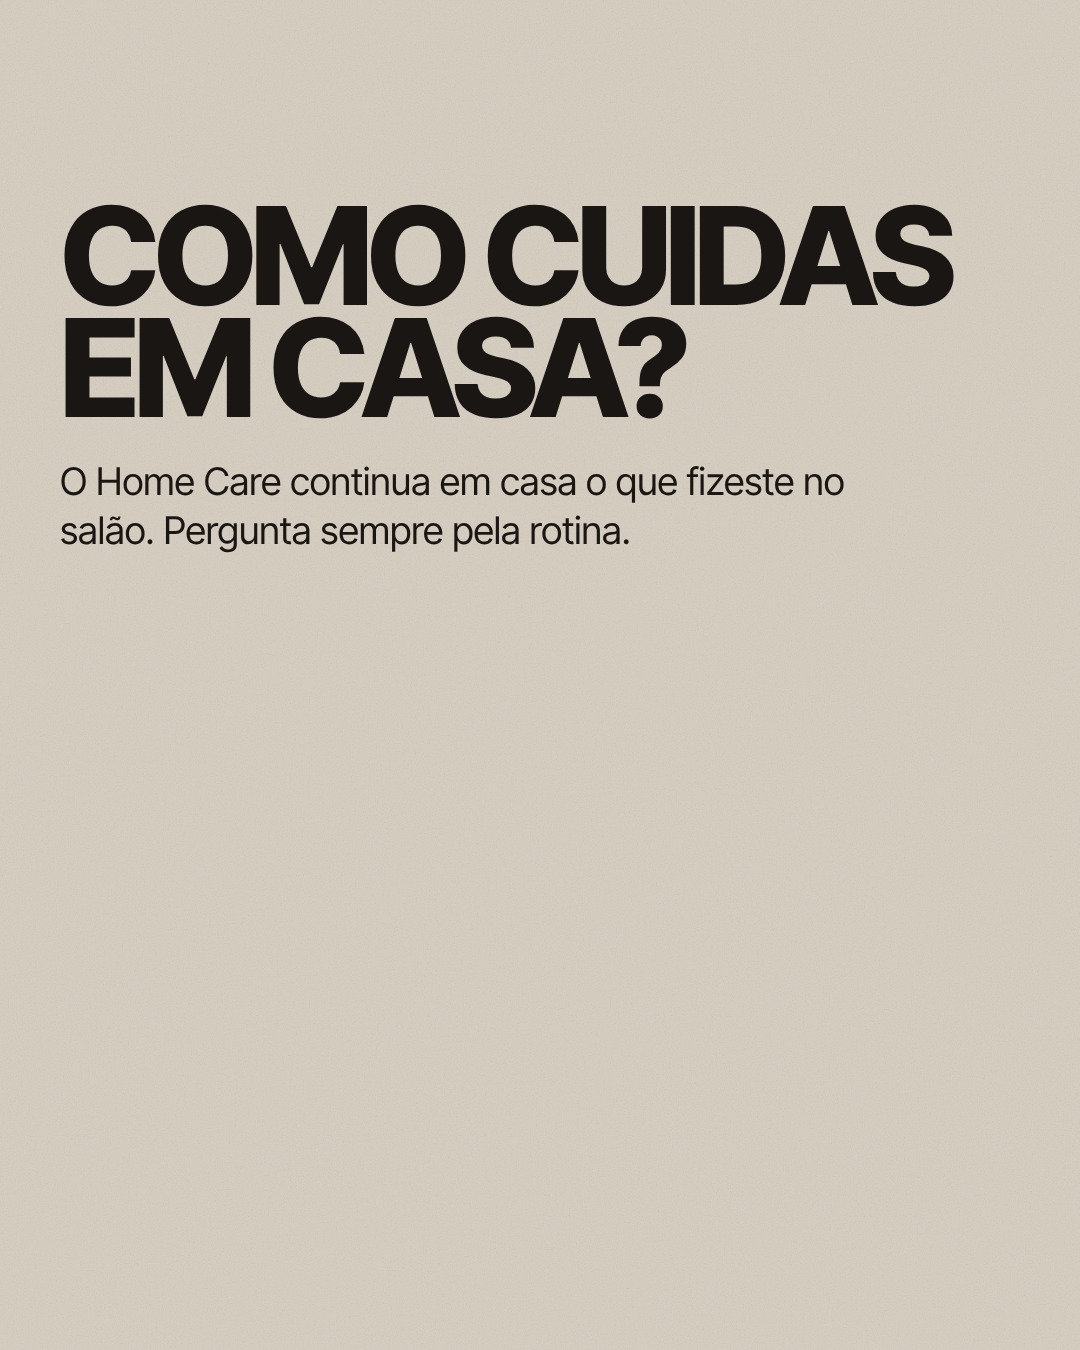 COMO CUIDAS
EM CASA?
O Home Care continua em casa o que fizeste no
salão. Pergunta sempre pela rotina.